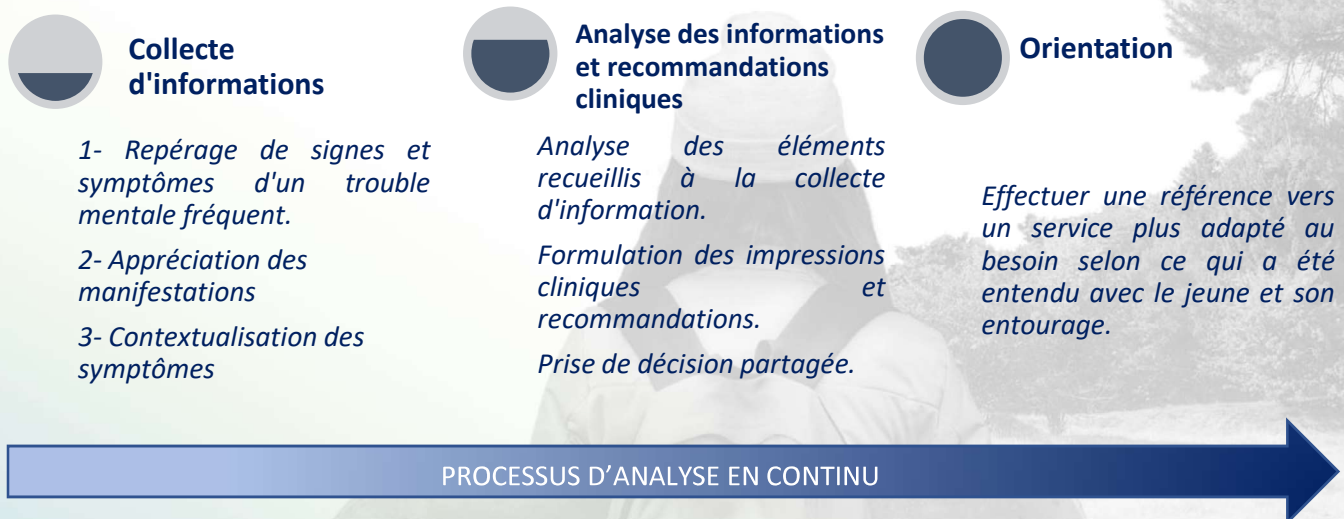 Collecte
d'informations
1- Repérage de signes et
symptômes d'un trouble
mentale fréquent.
2- Appréciation des
manifestations
3- Contextualisation des
symptômes
Analyse des informations
et recommandations
cliniques
Analyse des éléments
recueillis à la collecte
d'information.
Formulation des impressions
cliniques et
recommandations.
Prise de décision partagée.
Orientation
Effectuer une référence vers
un service plus adapté au
besoin selon ce qui a été
entendu avec le jeune et son
entourage.
PROCESSUS D'ANALYSE EN CONTINU